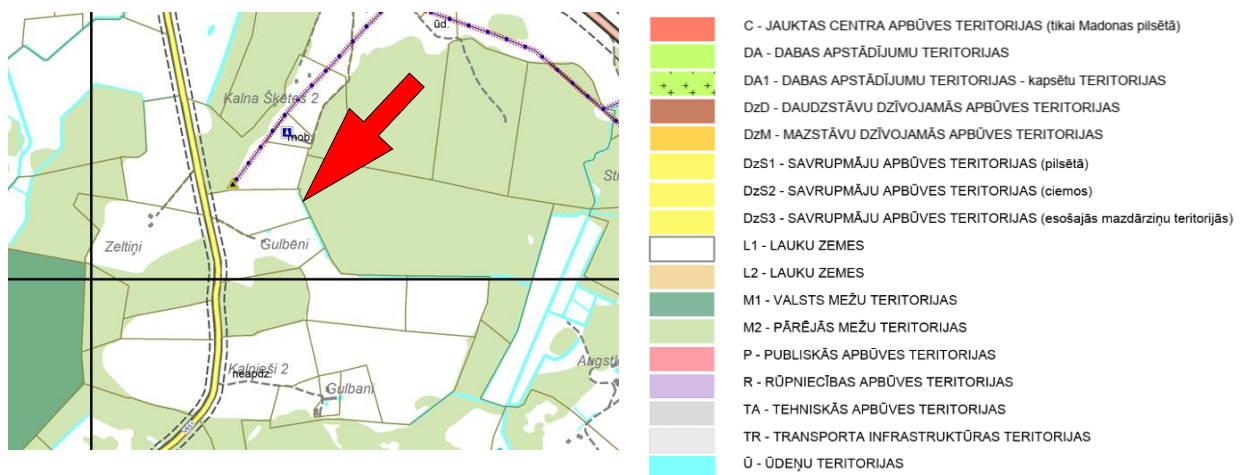 ūd.
Kalna Šķētes 2
mob.
Zeltiņi
Gulbēni
Kalnieši 2
neapdz.
Gulbani
C - JAUKTAS CENTRA APBŪVES TERITORIJAS (tikai Madonas pilsētā)
DA - DABAS APSTĀDĪJUMU TERITORIJAS
DA1 - DABAS APSTĀDĪJUMU TERITORIJAS - kapsētu TERITORIJAS
DzD - DAUDZSTĀVU DZĪVOJAMĀS APBŪVES TERITORIJAS
DzM - MAZSTĀVU DZĪVOJAMĀS APBŪVES TERITORIJAS
DzS1 - SAVRUPMĀJU APBŪVES TERITORIJAS (pilsētā)
DzS2 - SAVRUPMĀJU APBŪVES TERITORIJAS (ciemos)
DzS3 - SAVRUPMĀJU APBŪVES TERITORIJAS (esošajās mazdārziņu teritorijās)
L1 - LAUKU ZEMES
L2 - LAUKU ZEMES
M1 - VALSTS MEŽU TERITORIJAS
M2 - PĀRĒJĀS MEŽU TERITORIJAS
P - PUBLISKĀS APBŪVES TERITORIJAS
R - RŪPNIECĪBAS APBŪVES TERITORIJAS
TA - TEHNISKĀS APBŪVES TERITORIJAS
TR - TRANSPORTA INFRASTRUKTŪRAS TERITORIJAS
Ū - ŪDEŅU TERITORIJAS